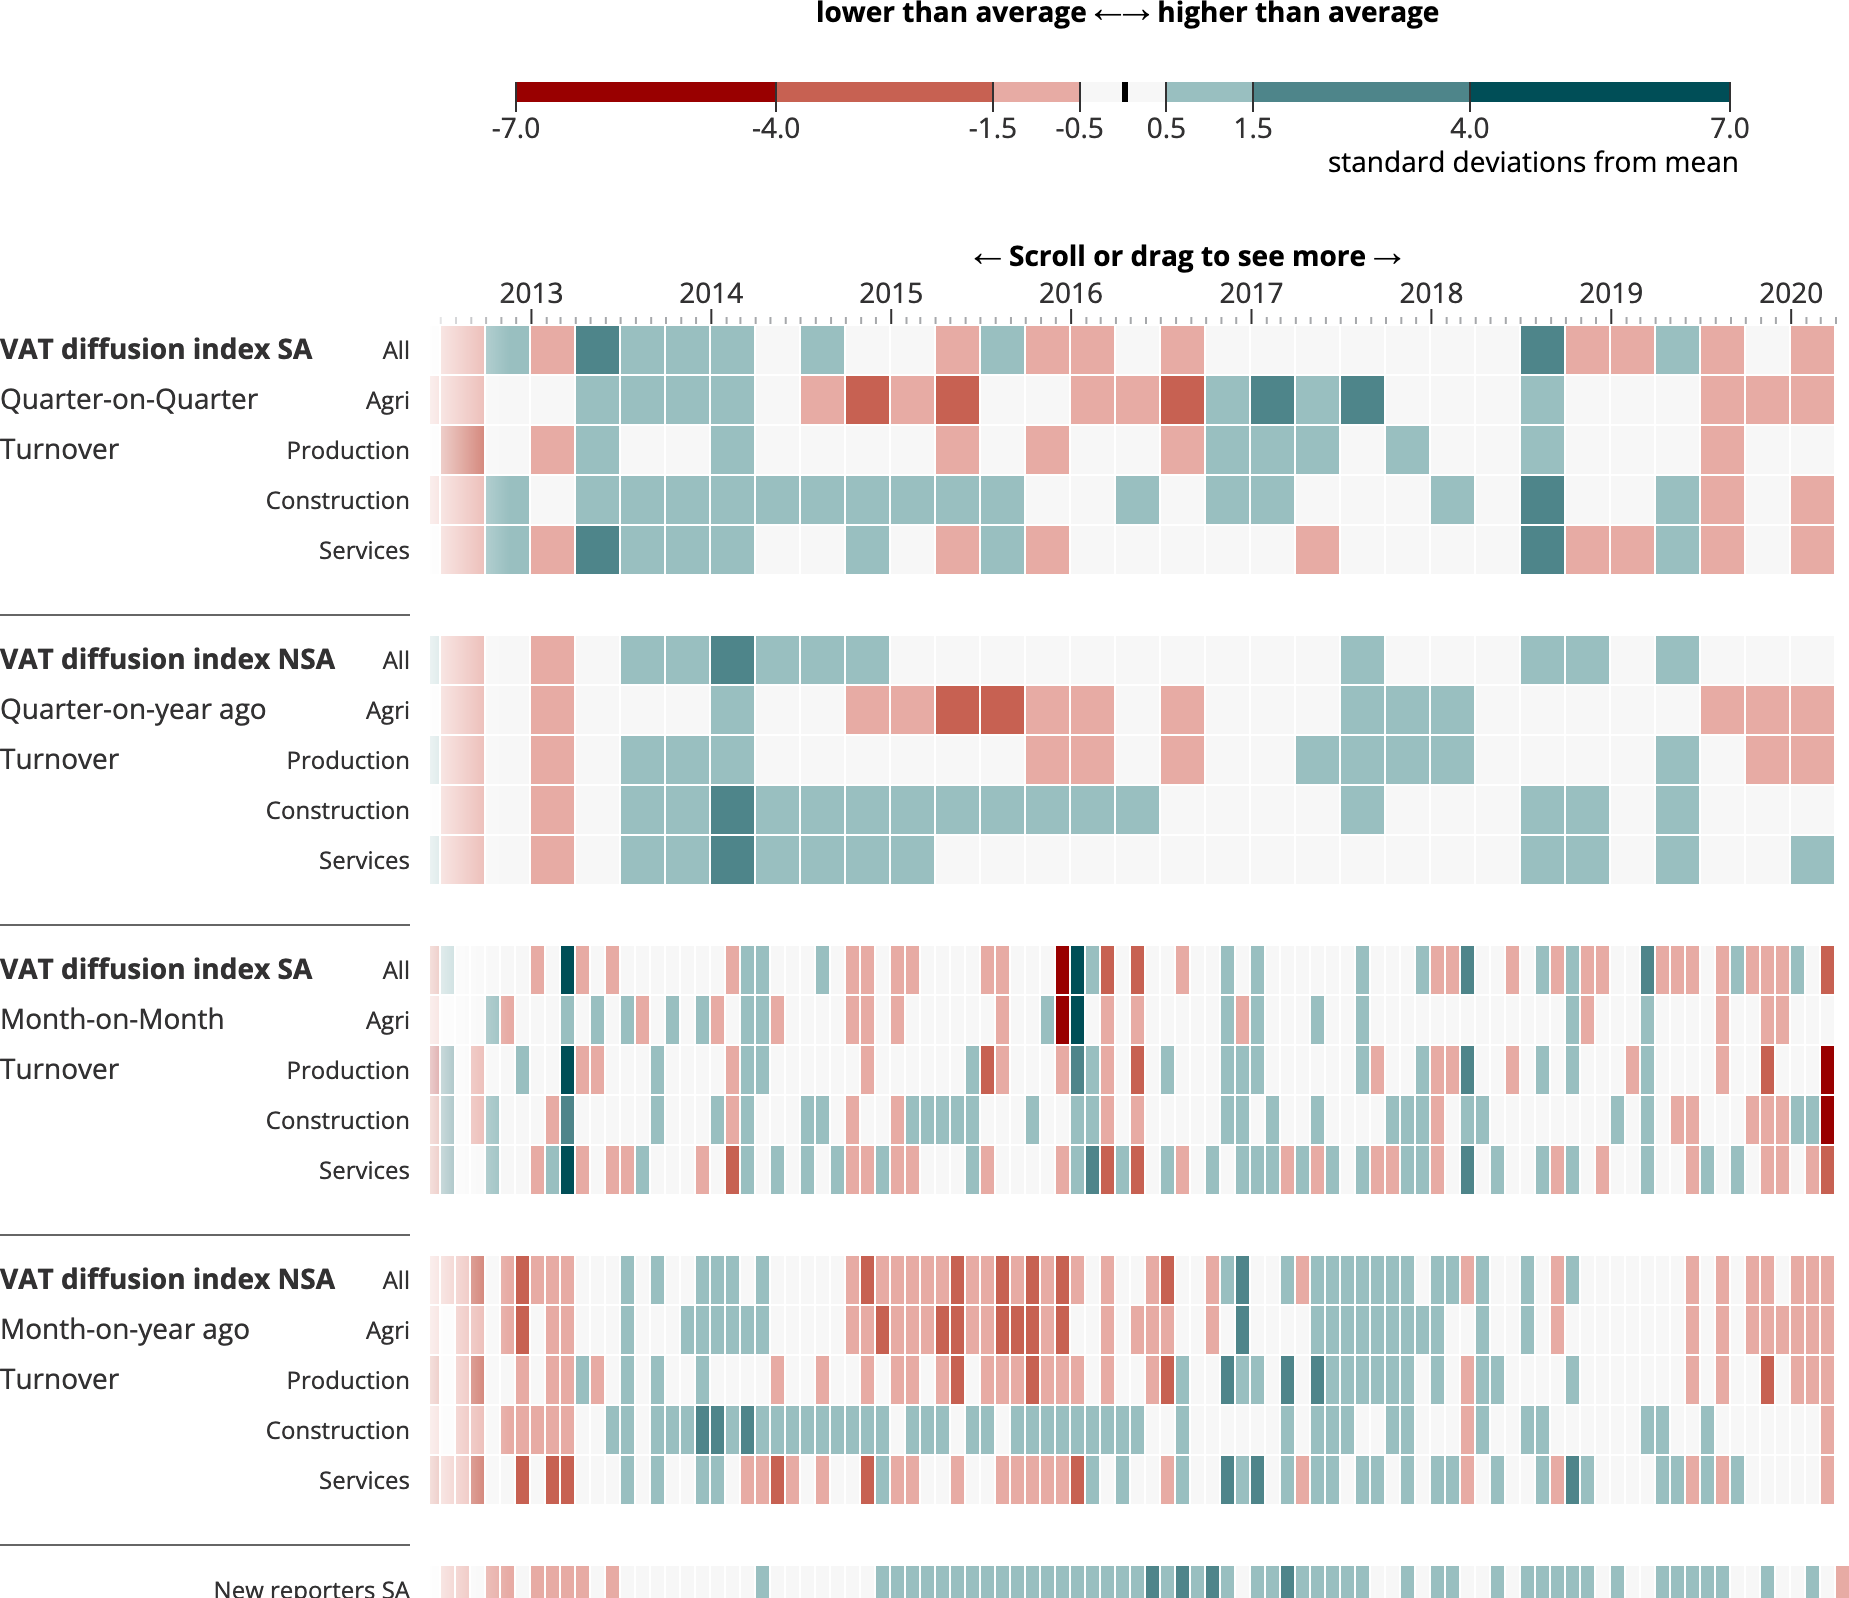 lower than average ←→ higher than average
-7.0 -4.0 -1.5 -0.5 0.5 1.5 4.0 7.0
standard deviations from mean
← Scroll or drag to see more →
2013 2014 2015 2016 2017 2018 2019 2020
VAT diffusion index SA All
Quarter-on-Quarter Agri
Turnover Production
Construction
Services
VAT diffusion index NSA All
Quarter-on-year ago Agri
Turnover Production
Construction
Services
VAT diffusion index SA All
Month-on-Month Agri
Turnover Production
Construction
Services
VAT diffusion index NSA All
Month-on-year ago Agri
Turnover Production
Construction
Services
New reporters SA